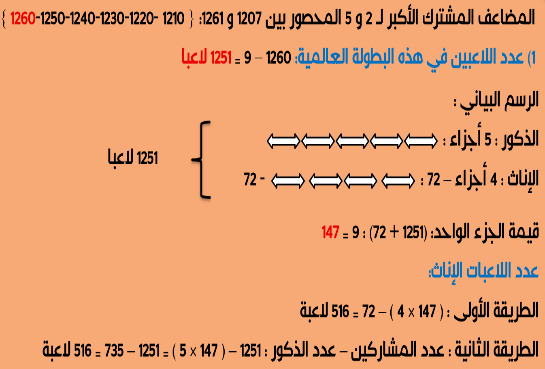 المضاعف المشترك الأكبر لـ 2 و 5 المحصور بين 1207 و 1261: { 1210 -1220-1230-1240-1250-1260 }
1) عدد اللاعبين في هذه البطولة العالمية: 1260 – 9 = 1251 لاعبا
الرسم البياني :
الذكور : 5 أجزاء :
1251 لاعبا
الإناث : 4 أجزاء – 72 : - 72
قيمة الجزء الواحد: (1251 + 72) : 9 = 147
عدد اللاعبات الإناث:
الطريقة الأولى : ( 147 × 4 ) – 72 = 516 لاعبة
الطريقة الثانية : عدد المشاركين – عدد الذكور : 1251 – ( 147 × 5 ) = 1251 – 735 = 516 لاعبة